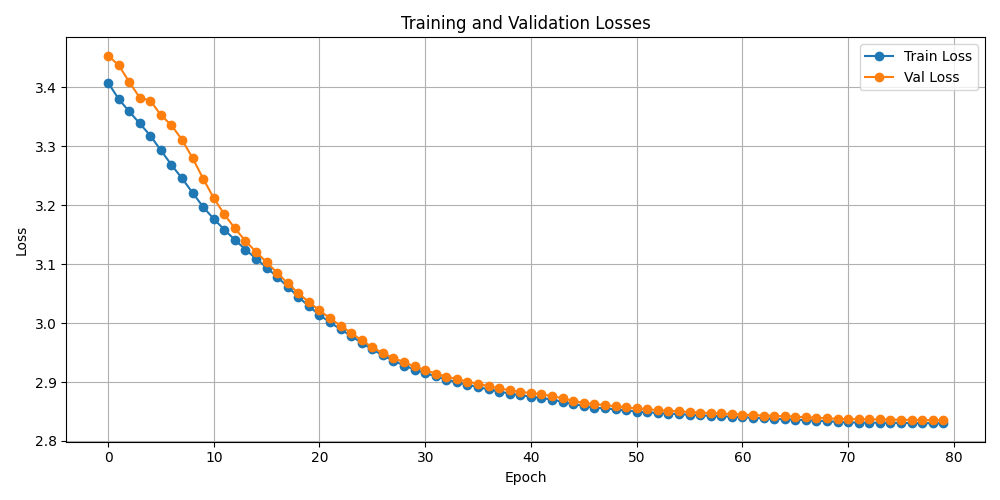 Training and Validation Losses
Train Loss
Val Loss
3.4
3.3
3.2
3.1
3.0
2.9
2.8
Loss
0 10 20 30 40 50 60 70 80
Epoch